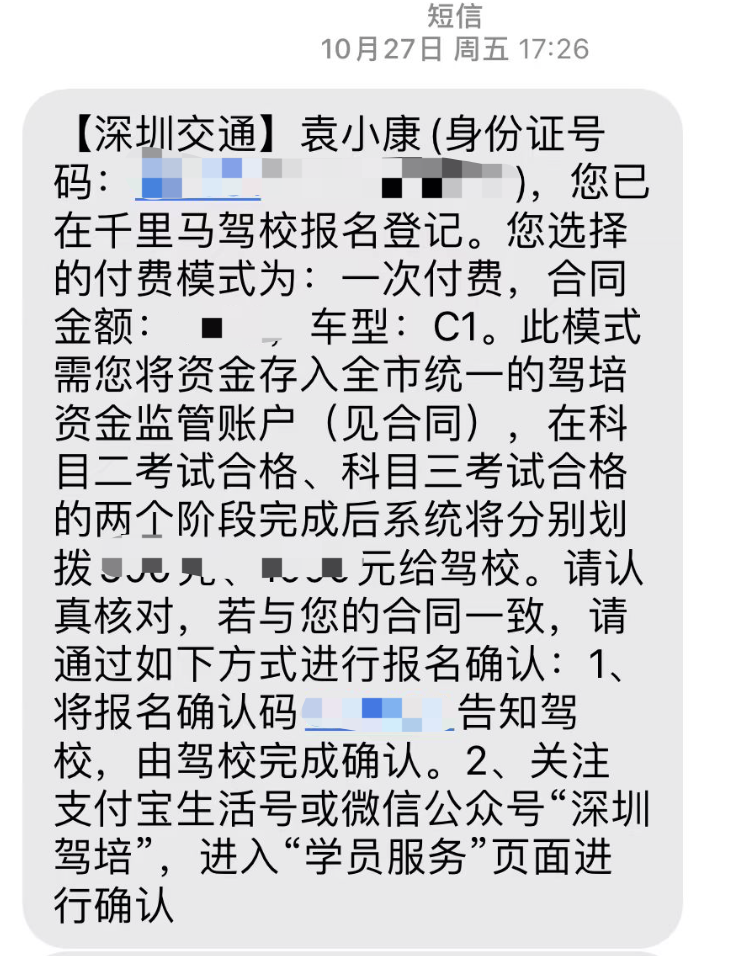 短信
10月27日 周五 17:26
【深圳交通】袁小康(身份证号
码：），您已
在千里马驾校报名登记。您选择
的付费模式为：一次付费，合同
金额：，车型：C1。此模式
需您将资金存入全市统一的驾培
资金监管账户（见合同），在科
目二考试合格、科目三考试合格
的两个阶段完成后系统将分别划
拨元、元给驾校。请认
真核对，若与您的合同一致，请
通过如下方式进行报名确认：1、
将报名确认码告知驾
校，由驾校完成确认。2、关注
支付宝生活号或微信公众号“深圳
驾培”，进入“学员服务”页面进
行确认